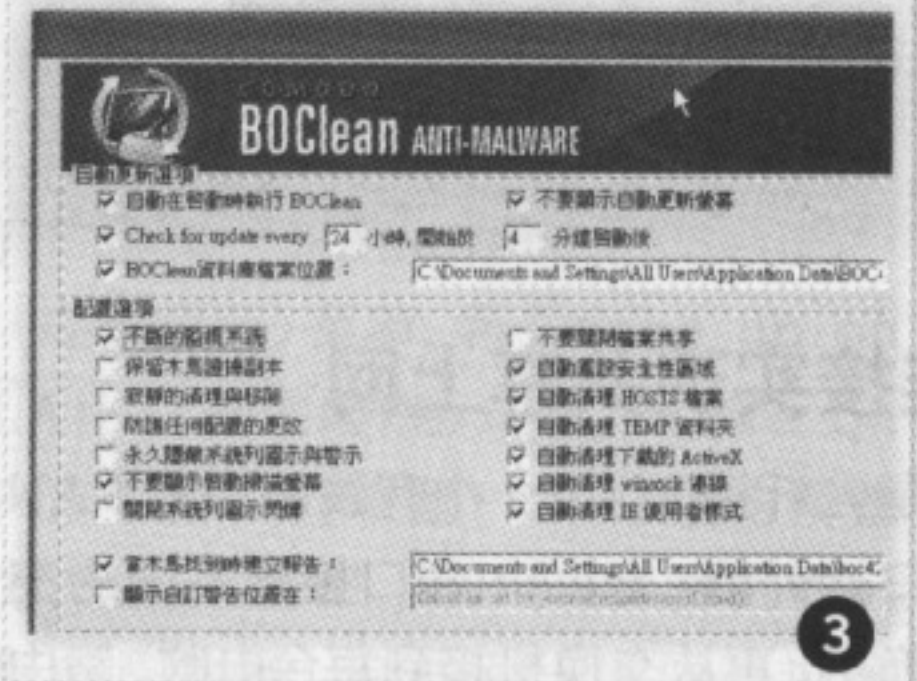 COMODO
BOClean ANTI-MALWARE
自動更新選項
自動在啟動時執行 BOClean
不要顯示自動更新螢幕
Check for update every 24 小時, 開始於 4 分鐘啟動後
BOClean資料庫檔案位置：
C:\Documents and Settings\All Users\Application Data\BOC4
配置選項
不斷的監視系統
不要關閉檔案共享
保留木馬證據副本
自動重設安全性區域
寂靜的清理與移除
自動清理 HOSTS 檔案
防護任何配置的更改
自動清理 TEMP 資料夾
永久隱藏系統列圖示與警示
自動清理下載的 ActiveX
不要顯示啟動掃描螢幕
自動清理 winsock 連線
關閉系統列圖示閃爍
自動清理 IE 使用者樣式
當木馬找到時建立報告：
C:\Documents and Settings\All Users\Application Data\boc42
顯示自訂警告位置在：
3